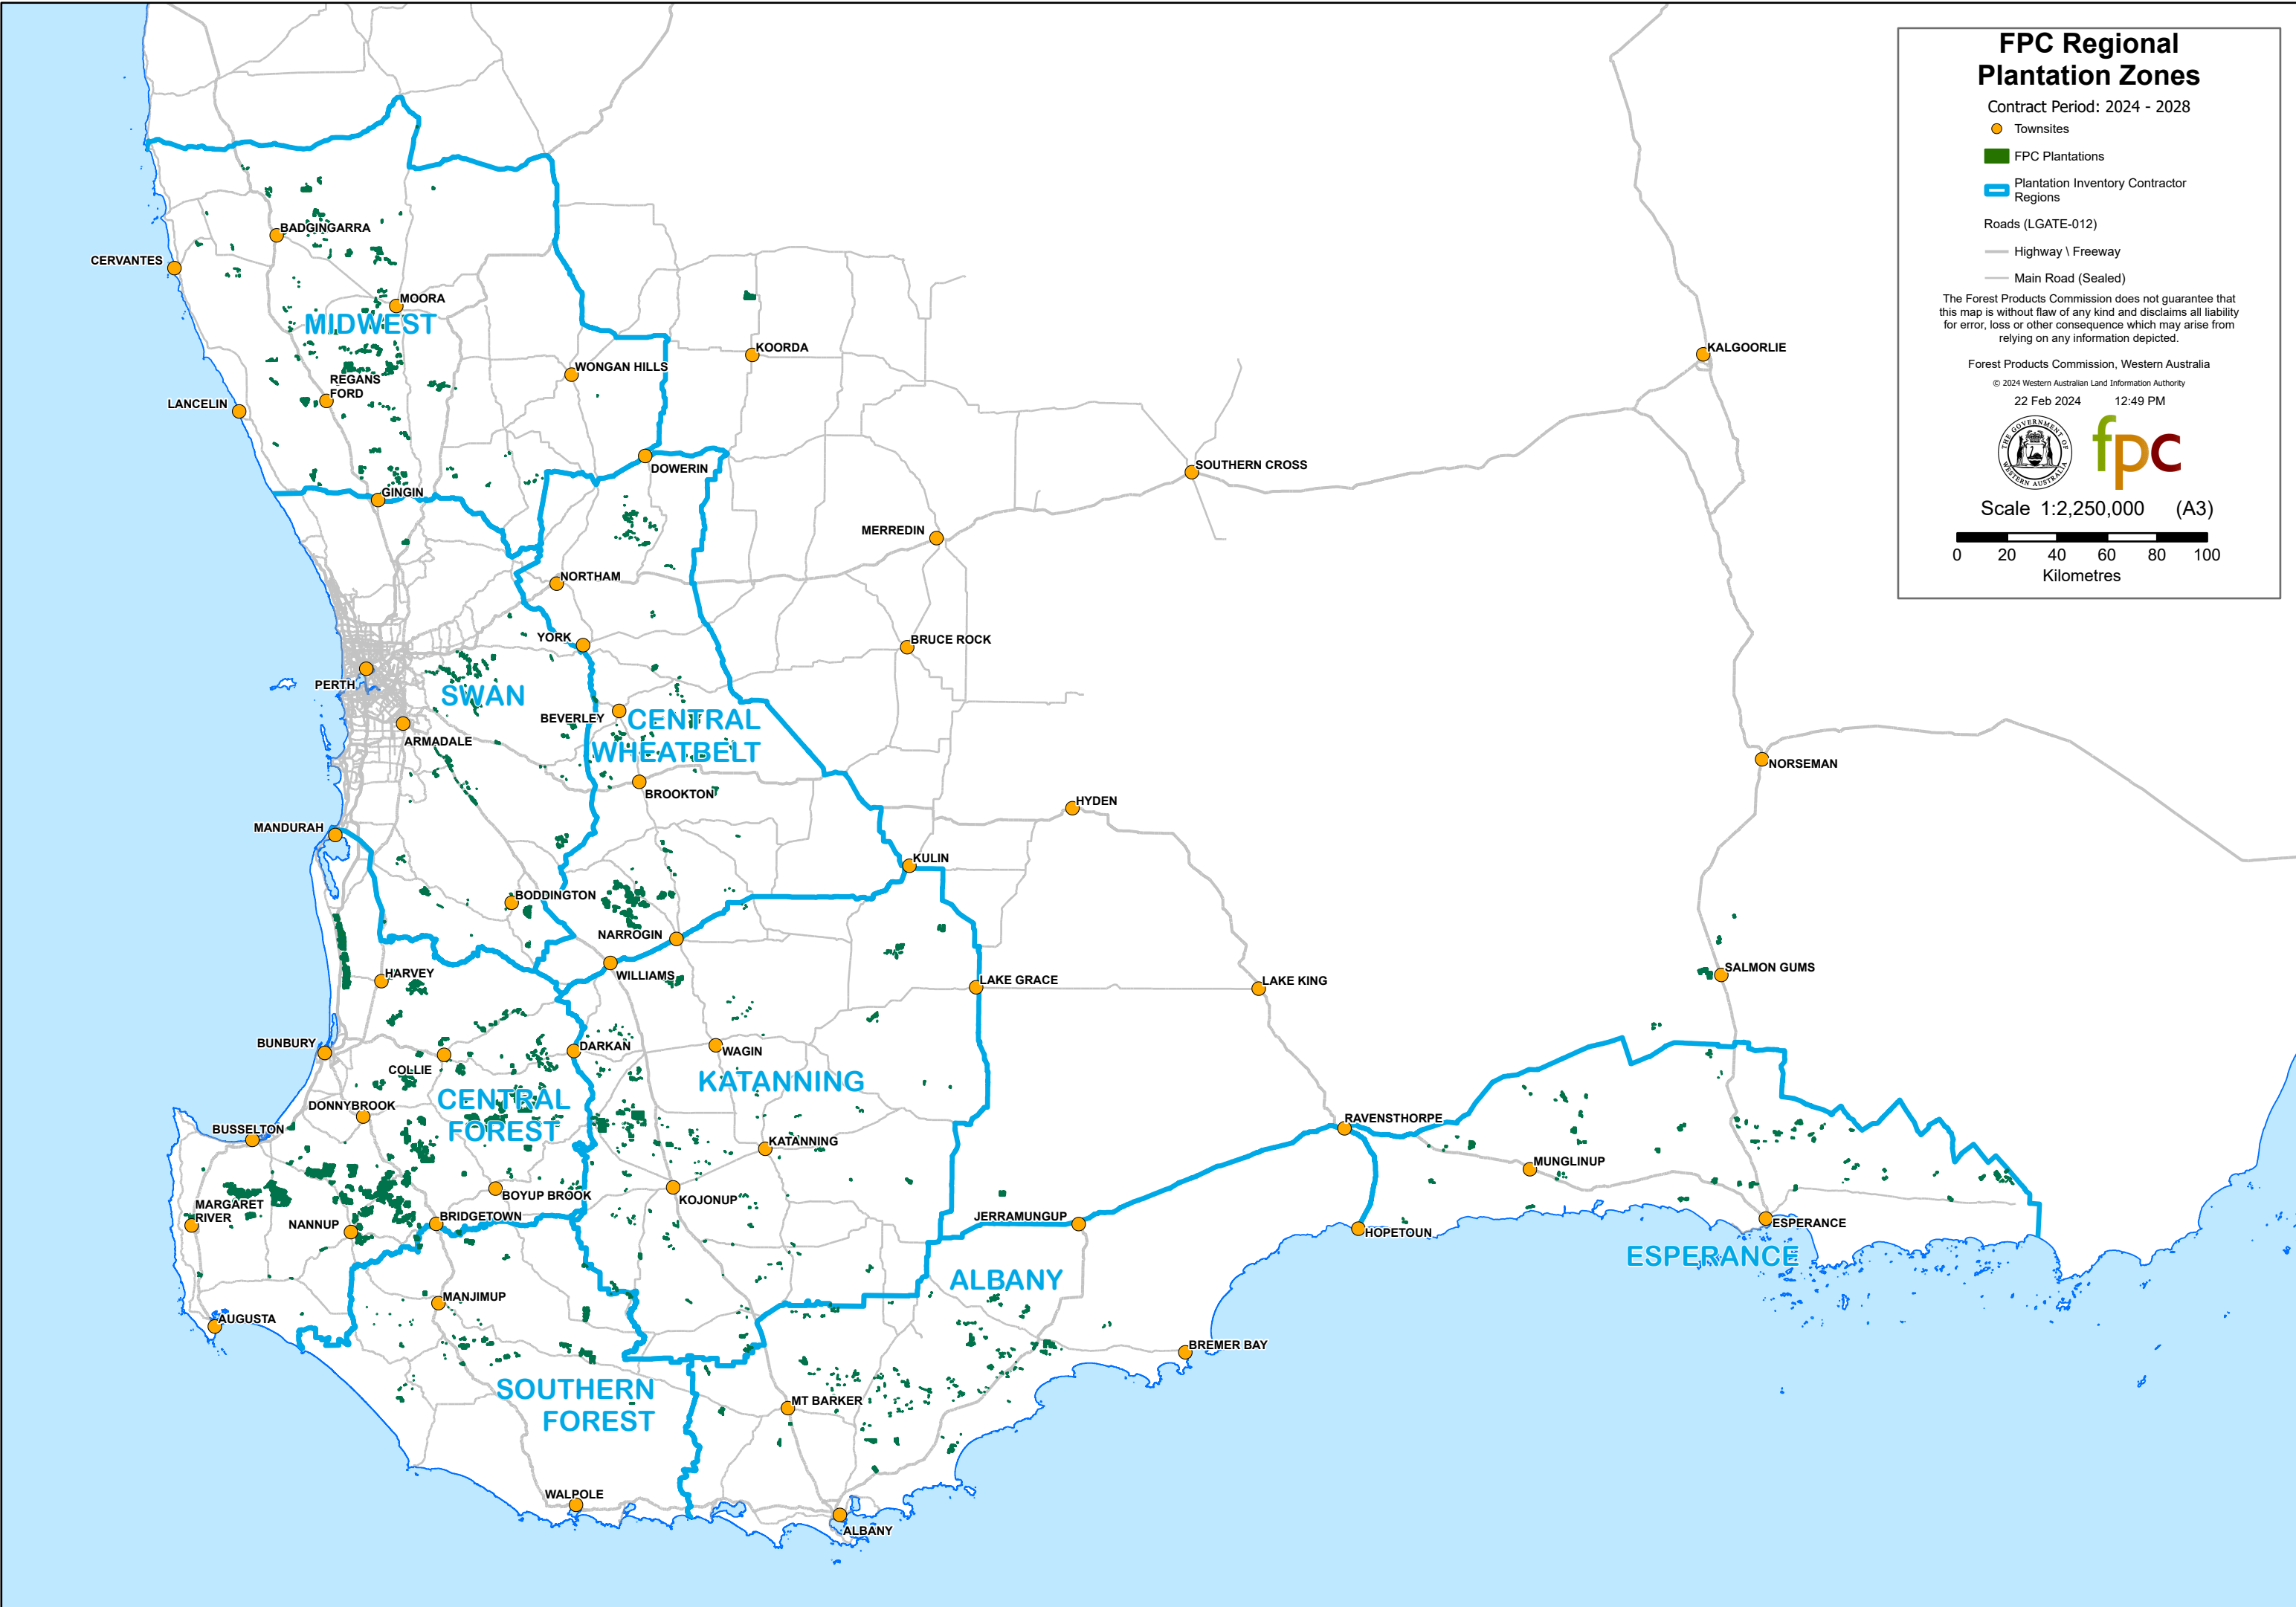 FPC Regional
Plantation Zones
Contract Period: 2024 - 2028
Townsites
FPC Plantations
Plantation Inventory Contractor
Regions
Roads (LGATE-012)
Highway \ Freeway
Main Road (Sealed)
The Forest Products Commission does not guarantee that
this map is without flaw of any kind and disclaims all liability
for error, loss or other consequence which may arise from
relying on any information depicted.
Forest Products Commission, Western Australia
© 2024 Western Australian Land Information Authority
22 Feb 2024 12:49 PM
THE GOVERNMENT OF
WESTERN AUSTRALIA
fpc
Scale 1:2,250,000 (A3)
0 20 40 60 80 100
Kilometres
BADGINGARRA
CERVANTES
MOORA
MIDWEST
KOORDA
KALGOORLIE
WONGAN HILLS
REGANS
FORD
LANCELIN
DOWERIN
SOUTHERN CROSS
GINGIN
MERREDIN
NORTHAM
YORK
BRUCE ROCK
PERTH
SWAN
BEVERLEY
CENTRAL
WHEATBELT
ARMADALE
NORSEMAN
BROOKTON
HYDEN
MANDURAH
KULIN
BODDINGTON
NARROGIN
WILLIAMS
HARVEY
LAKE GRACE
LAKE KING
SALMON GUMS
BUNBURY
DARKAN
WAGIN
COLLIE
KATANNING
CENTRAL
FOREST
DONNYBROOK
BUSSELTON
RAVENSTHORPE
KATANNING
MUNGLINUP
BOYUP BROOK
KOJONUP
MARGARET
RIVER
NANNUP
BRIDGETOWN
JERRAMUNGUP
HOPETOUN
ESPERANCE
ESPERANCE
ALBANY
MANJIMUP
AUGUSTA
BREMER BAY
SOUTHERN
FOREST
MT BARKER
WALPOLE
ALBANY